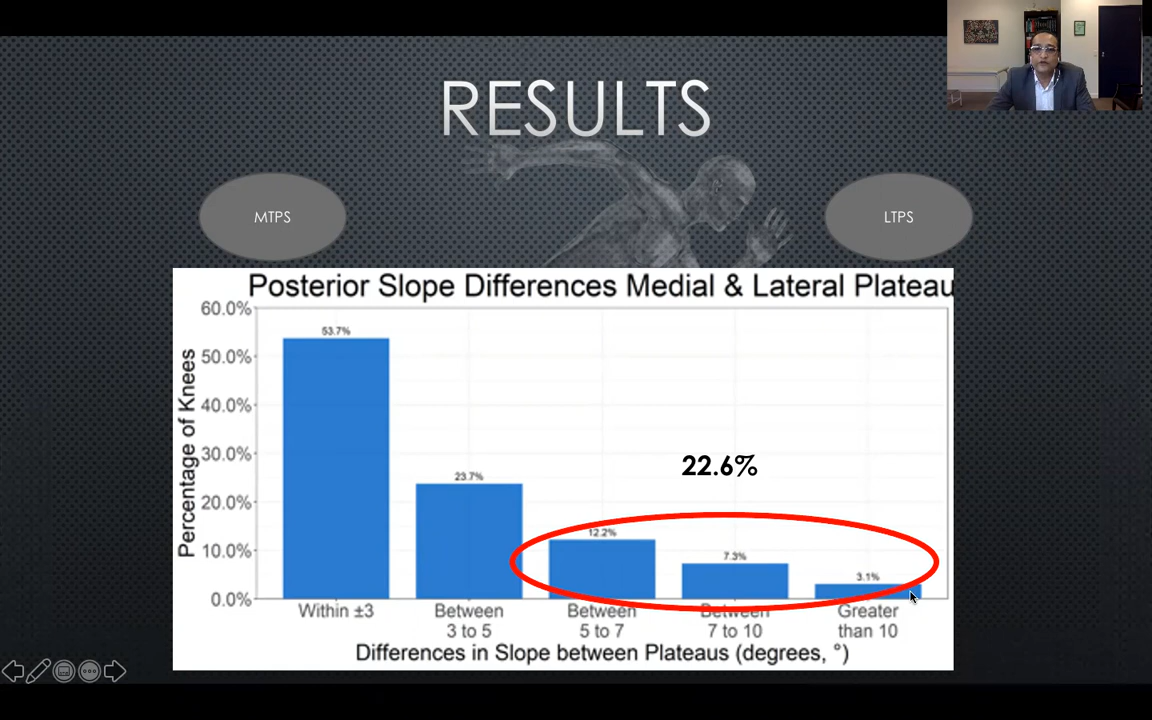 RESULTS
MTPS
LTPS
Posterior Slope Differences Medial & Lateral Plateau
60.0%
50.0%
40.0%
30.0%
20.0%
10.0%
0.0%
Percentage of Knees
53.7%
23.7%
12.2%
7.3%
3.1%
22.6%
Within ±3
Between
3 to 5
Between
5 to 7
Between
7 to 10
Greater
than 10
Differences in Slope between Plateaus (degrees, °)